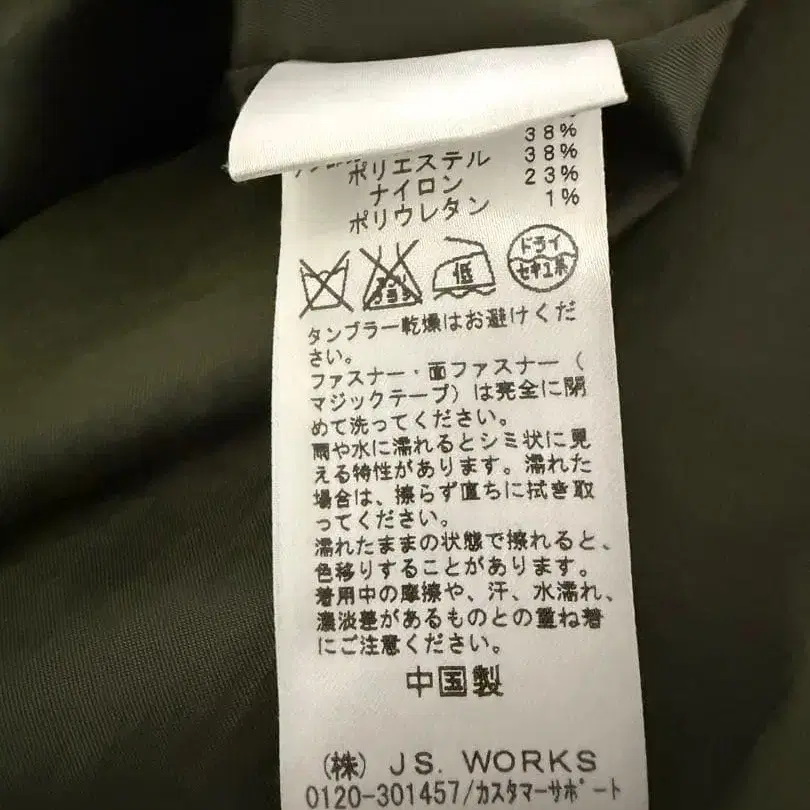 38%
ポリエステル 38%
ナイロン 23%
ポリウレタン 1%
低
ドライ
セキユ系
タンブラー乾燥はお避けくだ
さい。
ファスナー・面ファスナー（
マジックテープ）は完全に閉
めて洗ってください。
雨や水に濡れるとシミ状に見
える特性があります。濡れた
場合は、擦らず直ちに拭き取
ってください。
濡れたままの状態で擦れると、
色移りすることがあります。
着用中の摩擦や、汗、水濡れ、
濃淡差があるものとの重ね着
にご注意ください。
中国製
(株) JS. WORKS
0120-301457/カスタマーサポート